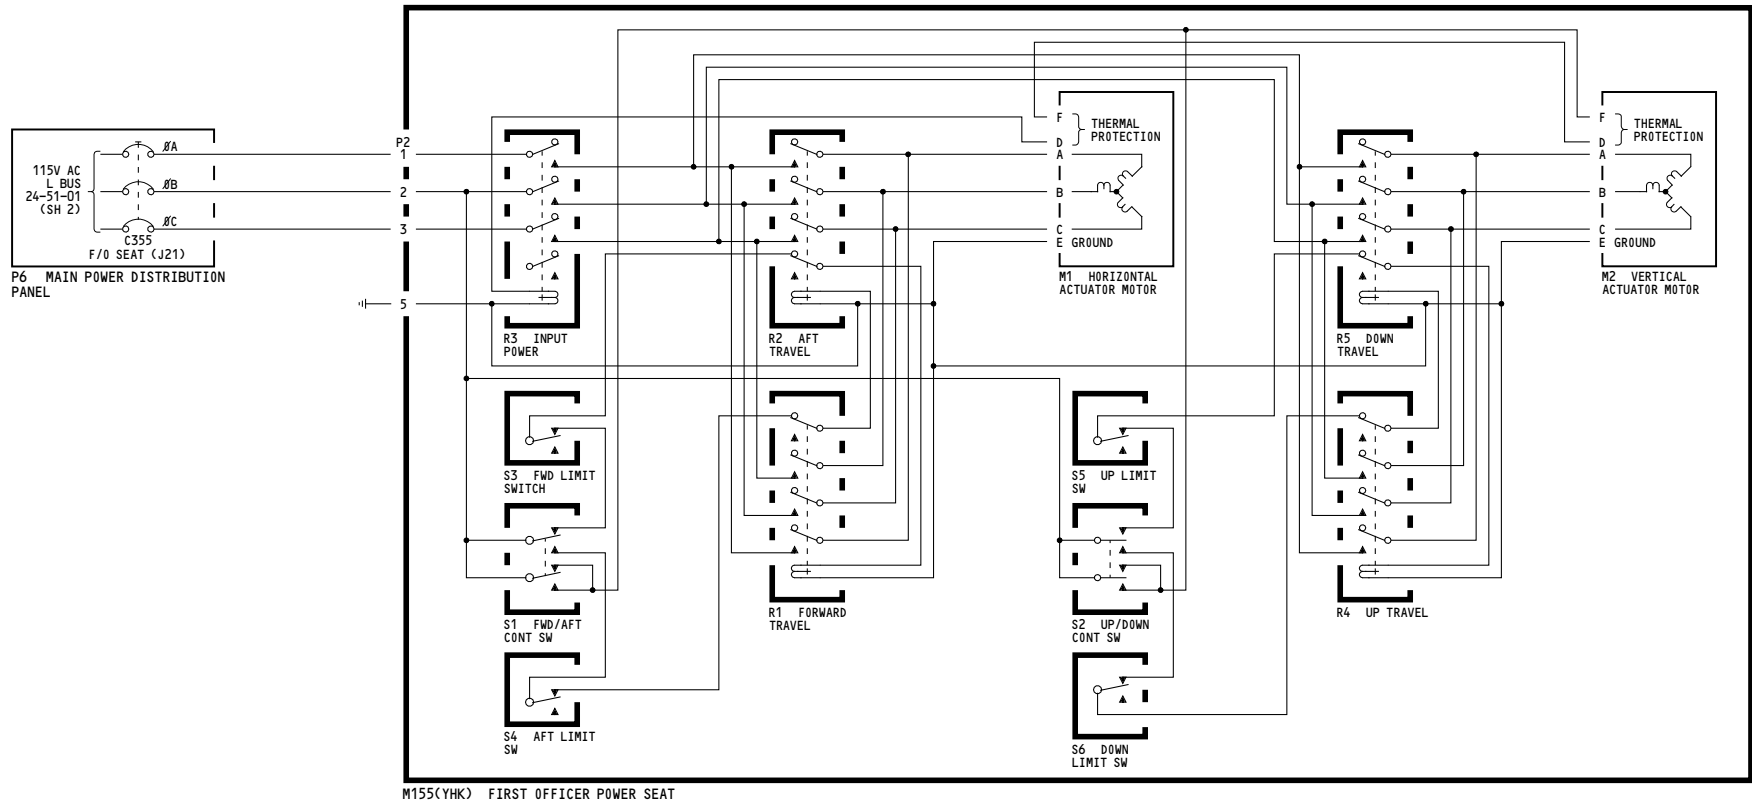 115V AC
L BUS
24-51-01
(SH 2)
ØA
ØB
ØC
C355
F/O SEAT (J21)
P6 MAIN POWER DISTRIBUTION
PANEL
P2
1
2
3
5
R3 INPUT
POWER
R2 AFT
TRAVEL
F
D
THERMAL
PROTECTION
A
B
C
E GROUND
M1 HORIZONTAL
ACTUATOR MOTOR
R5 DOWN
TRAVEL
F
D
THERMAL
PROTECTION
A
B
C
E GROUND
M2 VERTICAL
ACTUATOR MOTOR
S3 FWD LIMIT
SWITCH
S5 UP LIMIT
SW
S1 FWD/AFT
CONT SW
R1 FORWARD
TRAVEL
S2 UP/DOWN
CONT SW
R4 UP TRAVEL
S4 AFT LIMIT
SW
S6 DOWN
LIMIT SW
M155(YHK) FIRST OFFICER POWER SEAT